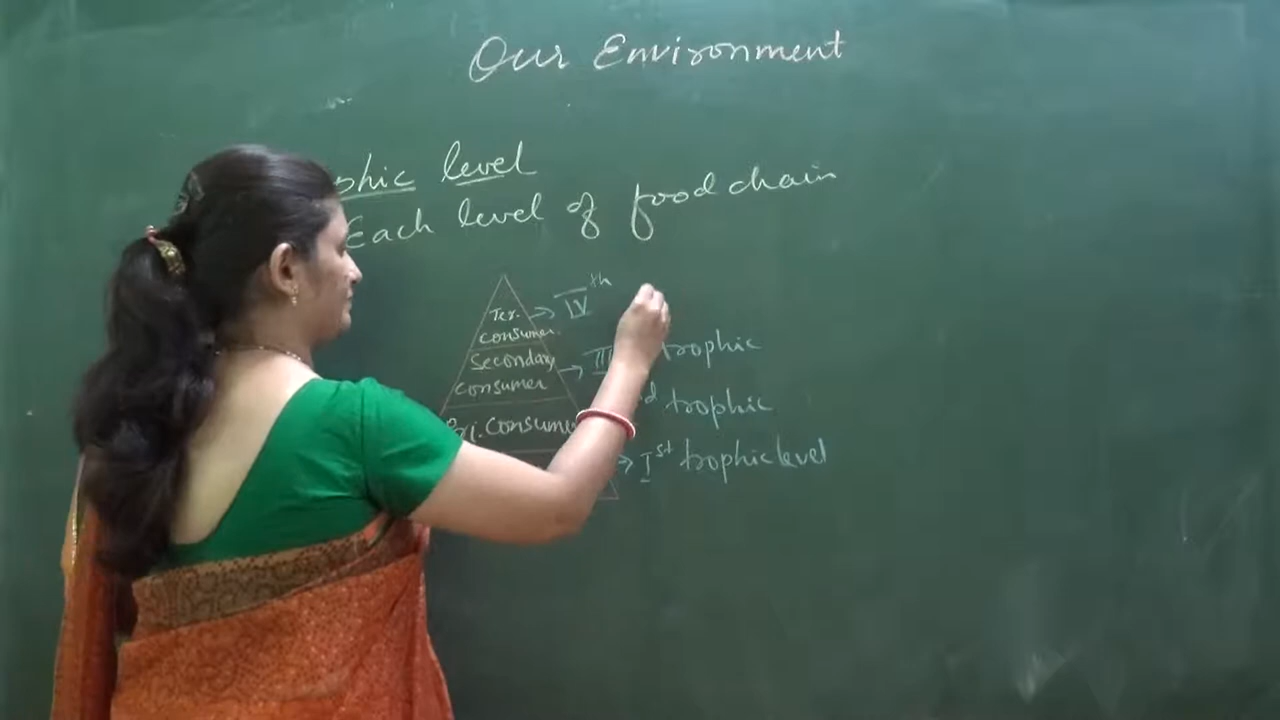 Our Environment
phic level
Each level of food chain
Ter. → IVth
consumer
Secondary → III trophic
consumer
Pri. Consumer d trophic
→ Ist trophic level